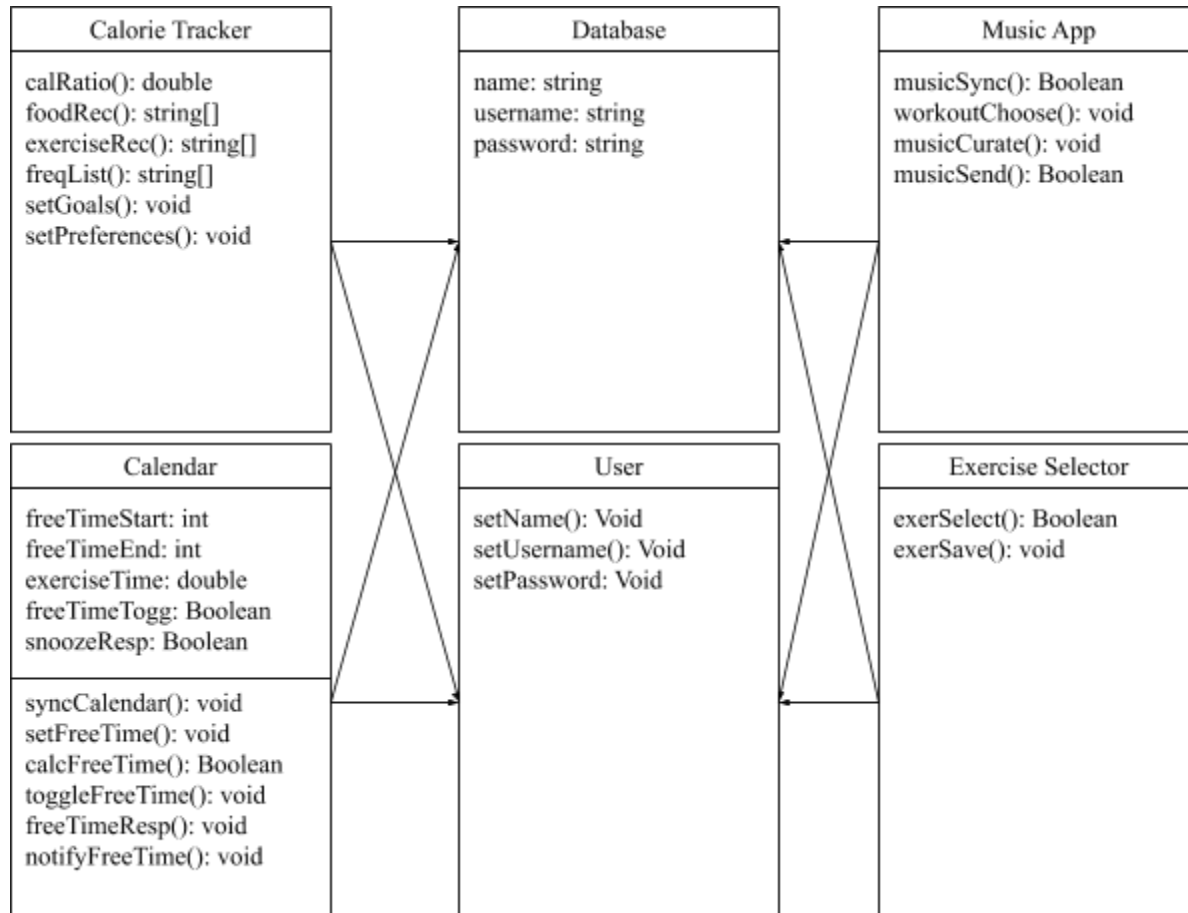 Calorie Tracker
calRatio(): double
foodRec(): string[]
exerciseRec(): string[]
freqList(): string[]
setGoals(): void
setPreferences(): void
Database
name: string
username: string
password: string
Music App
musicSync(): Boolean
workoutChoose(): void
musicCurate(): void
musicSend(): Boolean
Calendar
freeTimeStart: int
freeTimeEnd: int
exerciseTime: double
freeTimeTogg: Boolean
snoozeResp: Boolean
syncCalendar(): void
setFreeTime(): void
calcFreeTime(): Boolean
toggleFreeTime(): void
freeTimeResp(): void
notifyFreeTime(): void
User
setName(): Void
setUsername(): Void
setPassword: Void
Exercise Selector
exerSelect(): Boolean
exerSave(): void